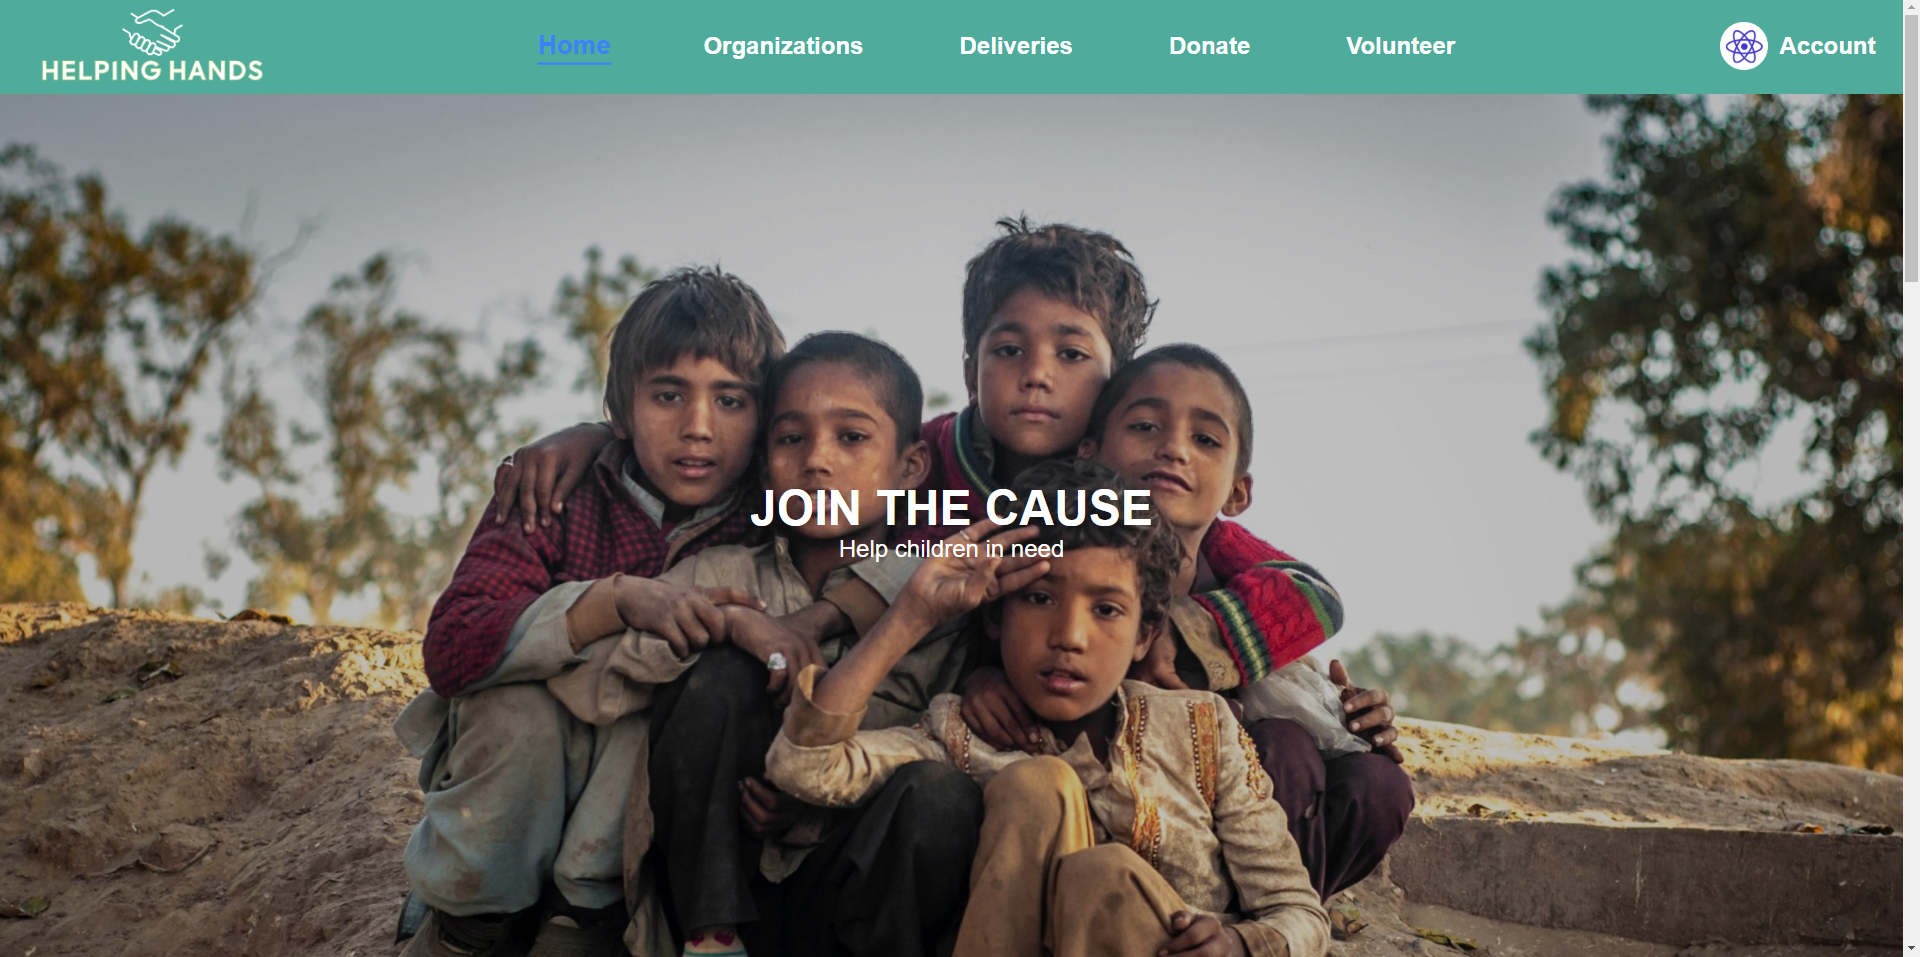 HELPING HANDS
Home
Organizations
Deliveries
Donate
Volunteer
Account
JOIN THE CAUSE
Help children in need